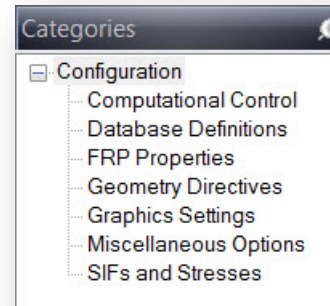 Categories
Configuration
Computational Control
Database Definitions
FRP Properties
Geometry Directives
Graphics Settings
Miscellaneous Options
SIFs and Stresses